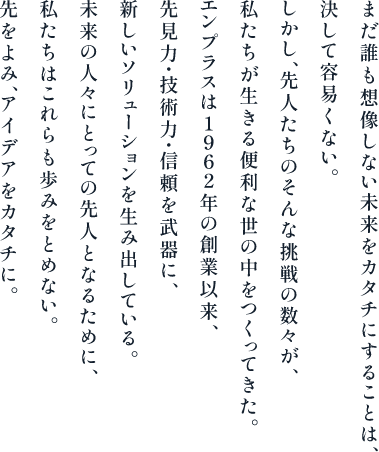 まだ誰も想像しない未来をカタチにすることは、
決して容易くない。
しかし、先人たちのそんな挑戦の数々が、
私たちが生きる便利な世の中をつくってきた。
エンプラスは1962年の創業以来、
先見力・技術力・信頼を武器に、
新しいソリューションを生み出している。
未来の人々にとっての先人となるために、
私たちはこれらも歩みをとめない。
先をよみ、アイデアをカタチに。